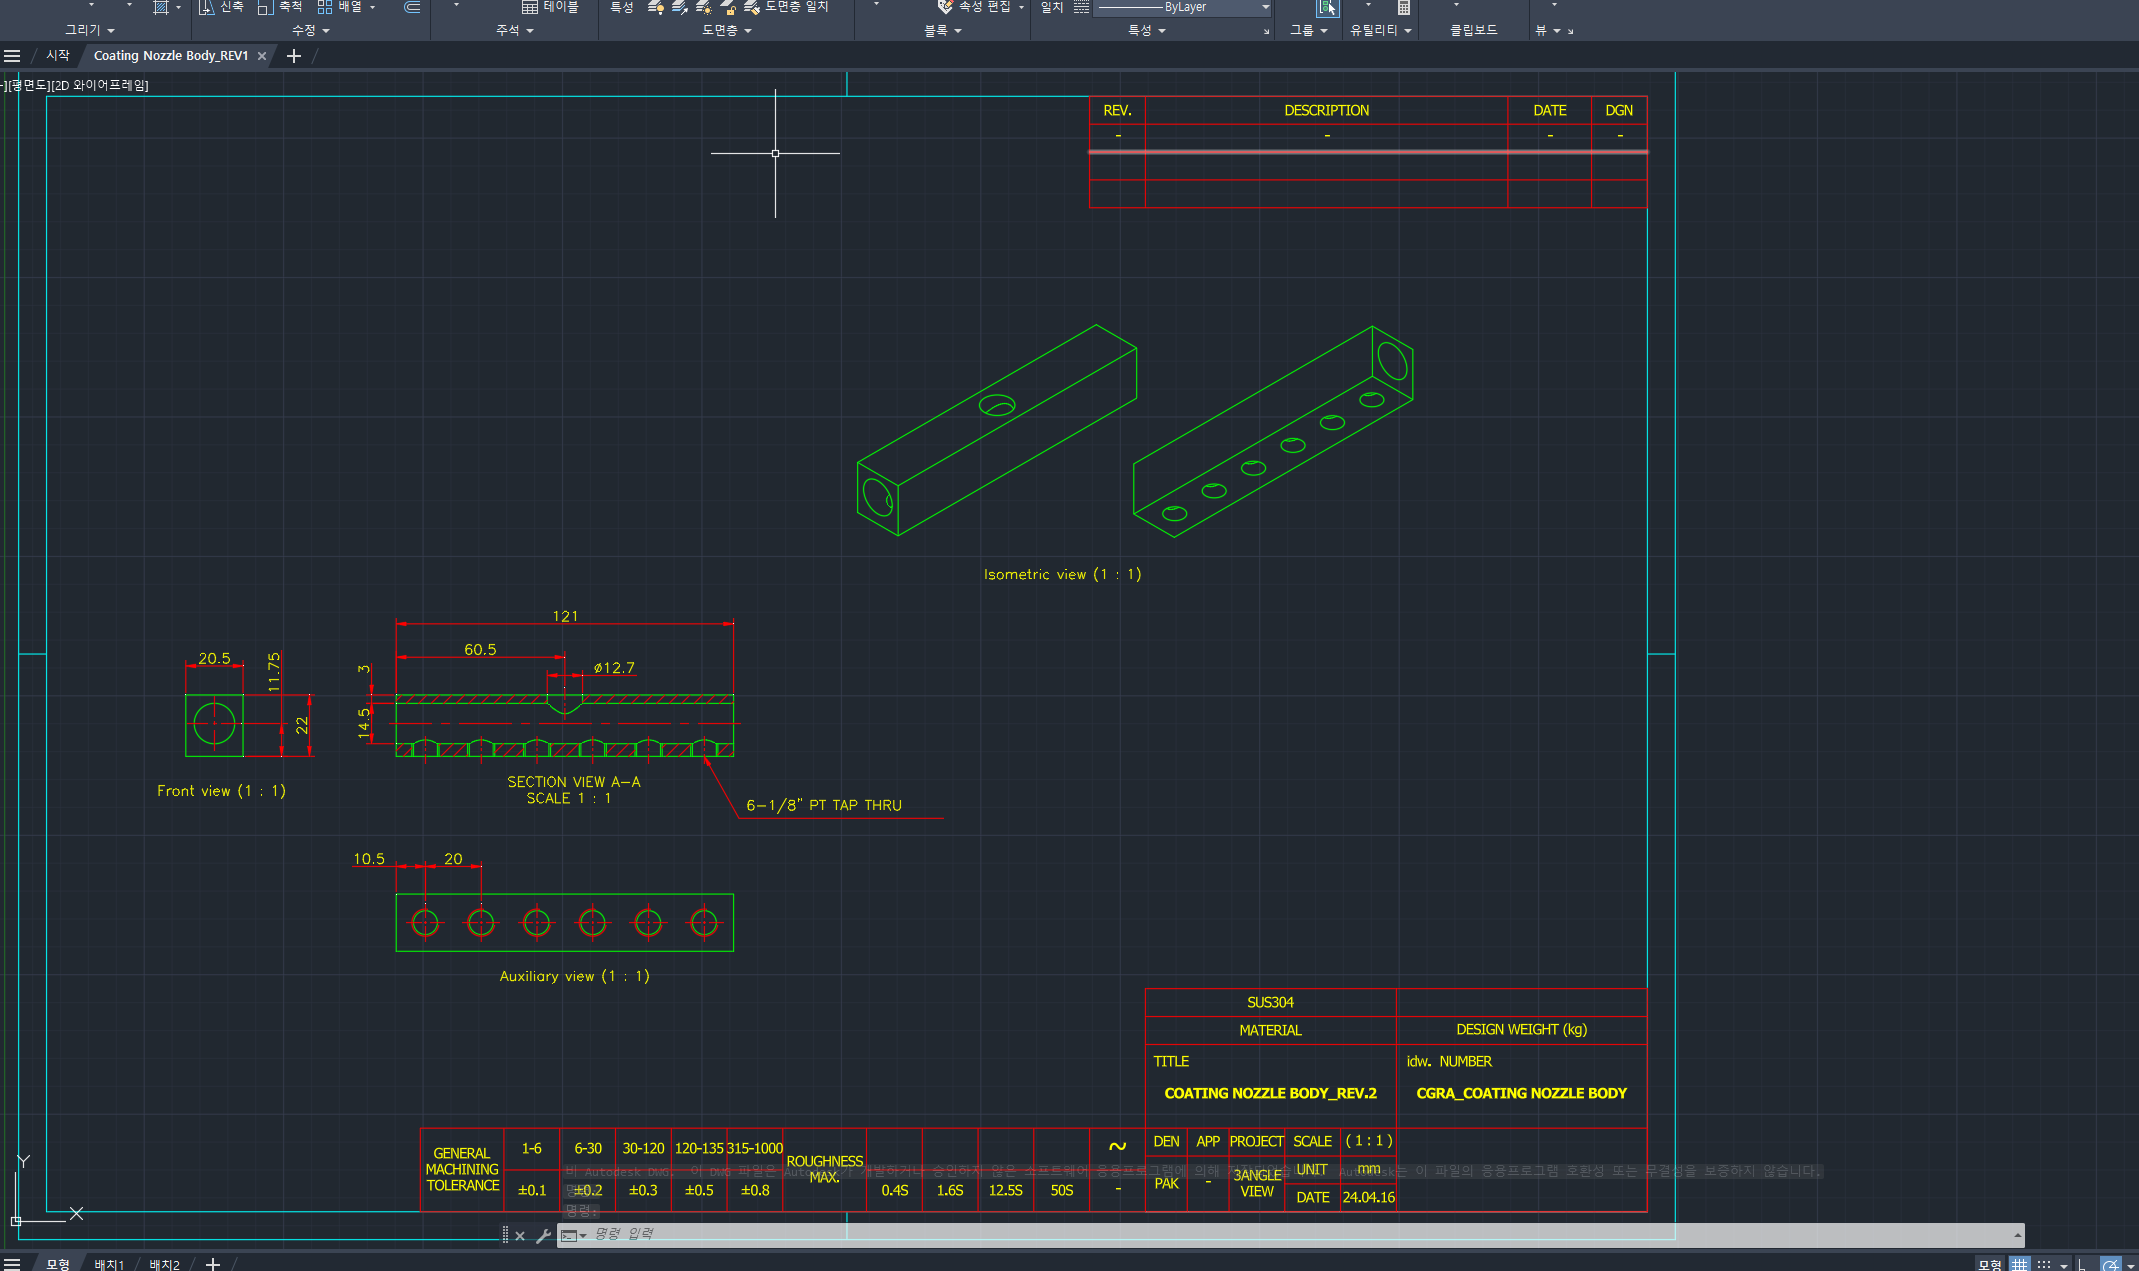 신축
축척
배열
테이블
특성
도면층 일치
속성 편집
일치
ByLayer
그리기
수정
주석
도면층
블록
특성
그룹
유틸리티
클립보드
뷰
시작
Coating Nozzle Body_REV1
-][평면도][2D 와이어프레임]
REV. DESCRIPTION DATE DGN
- - - -
Isometric view (1 : 1)
121
60.5
ø12.7
3
14.5
20.5
11.75
22
Front view (1 : 1)
SECTION VIEW A-A
SCALE 1 : 1
6-1/8" PT TAP THRU
10.5 20
Auxiliary view (1 : 1)
SUS304
MATERIAL DESIGN WEIGHT (kg)
TITLE idw. NUMBER
COATING NOZZLE BODY_REV.2 CGRA_COATING NOZZLE BODY
GENERAL
MACHINING
TOLERANCE
1-6 6-30 30-120 120-135 315-1000
±0.1 ±0.2 ±0.3 ±0.5 ±0.8
ROUGHNESS
MAX.
0.4S 1.6S 12.5S 50S -
~
DEN APP PROJECT SCALE (1:1)
PAK - 3ANGLE
VIEW
UNIT mm
DATE 24.04.16
비 Autodesk DWG. 이 DWG 파일은 Autodesk가 개발하거나 승인하지 않은 소프트웨어 응용프로그램에 의해 Autodesk는 이 파일의 응용프로그램 호환성 또는 무결성을 보증하지 않습니다.
명령:
명령:
명령 입력
Y
X
모형 배치1 배치2
모형